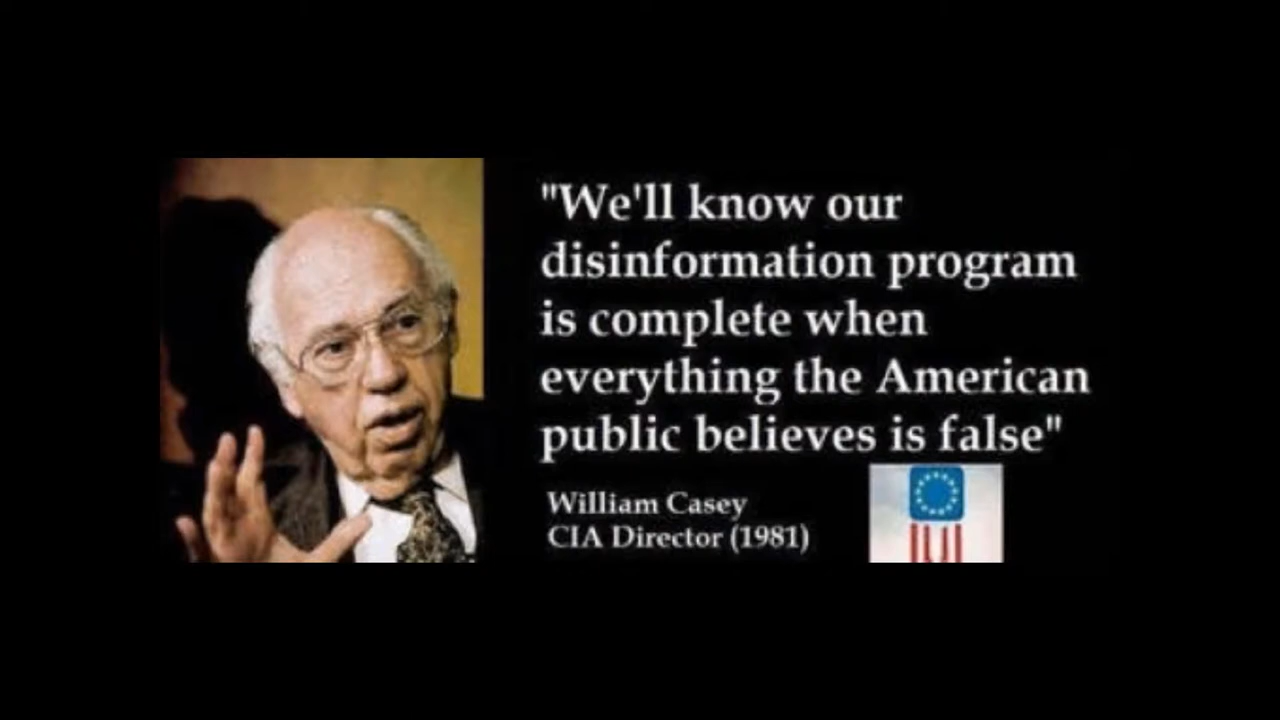 "We'll know our
disinformation program
is complete when
everything the American
public believes is false"
William Casey
CIA Director (1981)